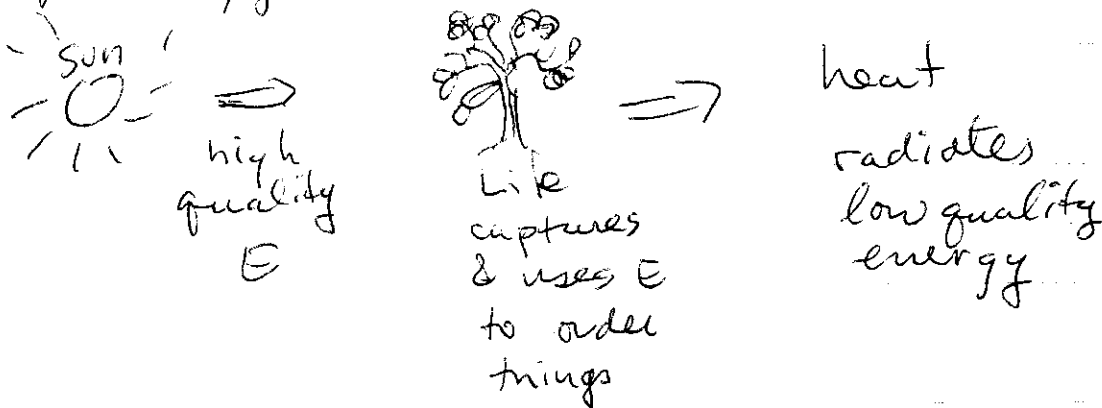 sun
high
quality
E
Life
captures
& uses E
to order
things
heat
radiates
low quality
energy